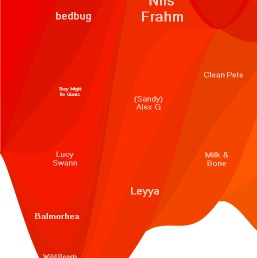 Nils
Frahm
bedbug
Clean Pete
They Might
Be Giants
(Sandy)
Alex G
Lucy
Swann
Milk &
Bone
Leyya
Balmorhea
Wild Beasts